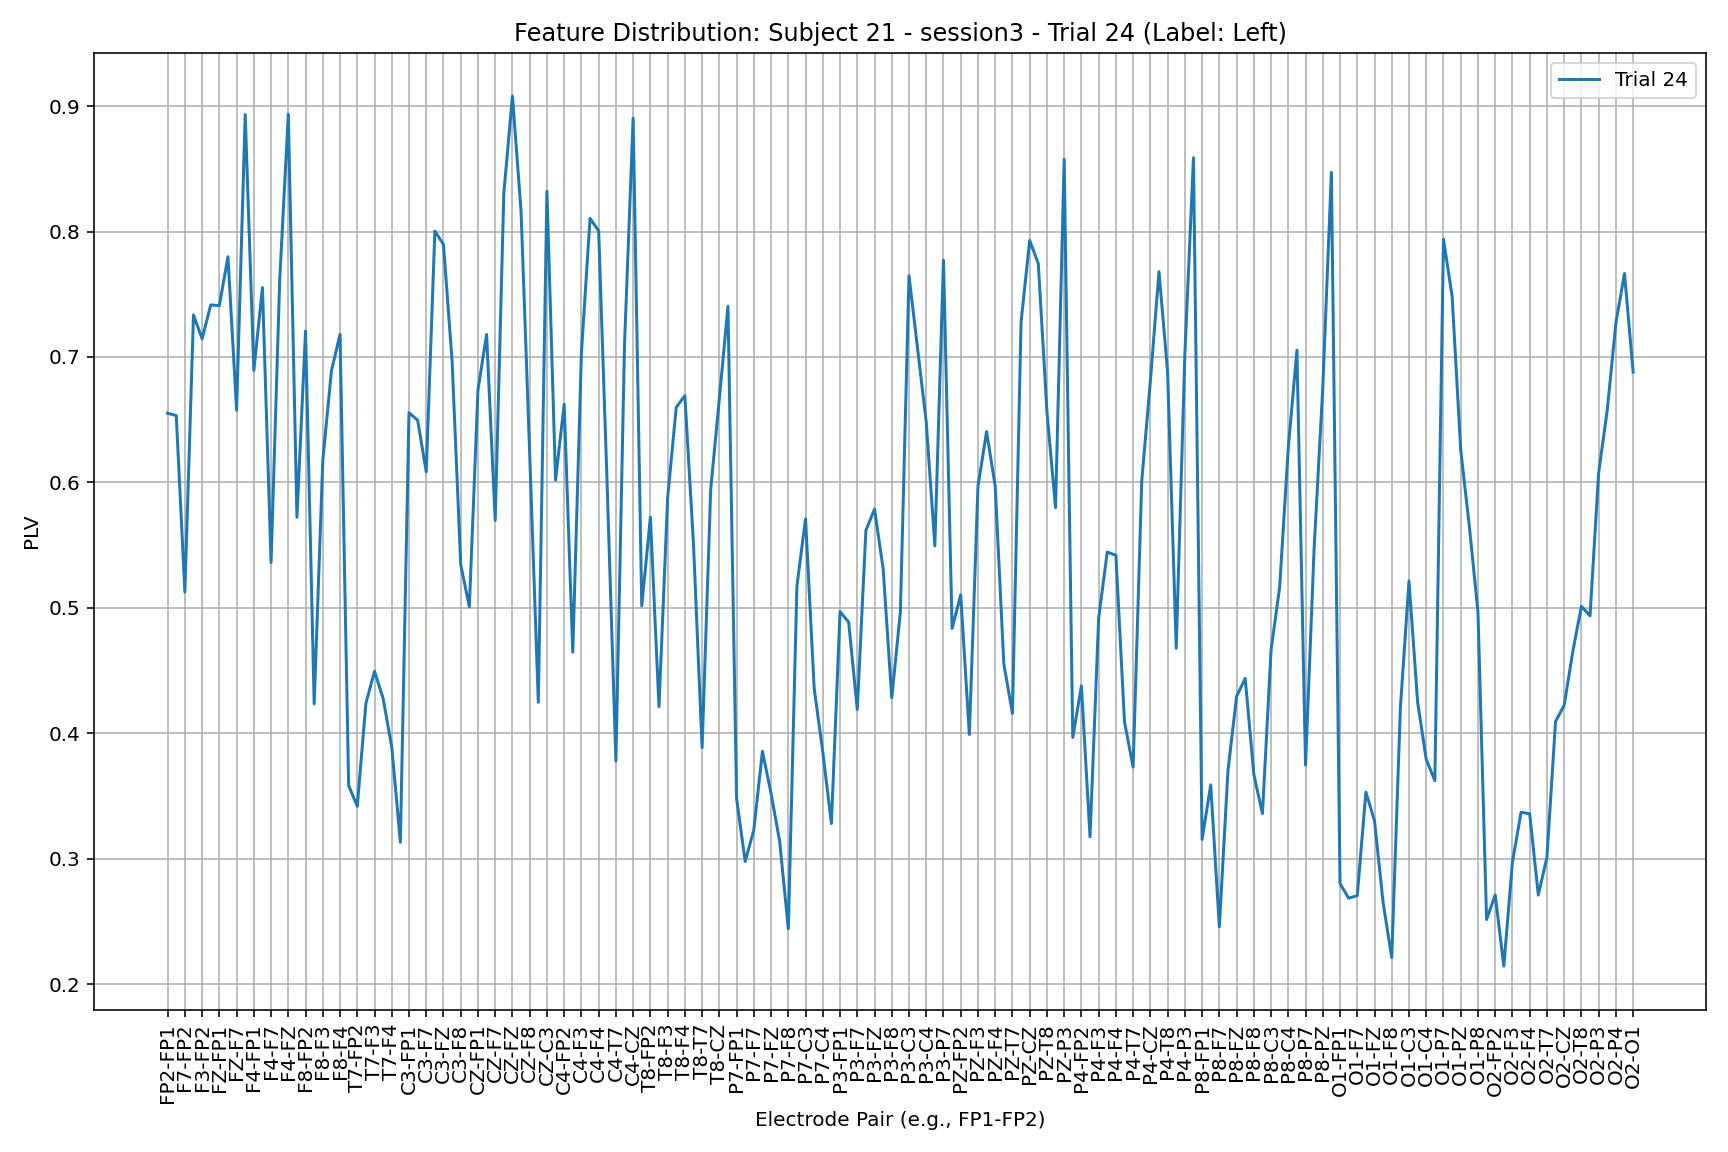 Feature Distribution: Subject 21 - session3 - Trial 24 (Label: Left)
Trial 24
0.9
0.8
0.7
0.6
0.5
0.4
0.3
0.2
PLV
FP2-FP1
F7-FP2
F3-FP2
FZ-FP1
FZ-F7
F4-FP1
F4-F7
F4-FZ
F8-FP2
F8-F3
F8-F4
T7-FP2
T7-F3
T7-F4
C3-FP1
C3-F7
C3-FZ
C3-F8
CZ-FP1
CZ-F7
CZ-FZ
CZ-F8
CZ-C3
C4-FP2
C4-F3
C4-F4
C4-T7
C4-CZ
T8-FP2
T8-F3
T8-F4
T8-T7
T8-CZ
P7-FP1
P7-F7
P7-FZ
P7-F8
P7-C3
P7-C4
P3-FP1
P3-F7
P3-FZ
P3-F8
P3-C3
P3-C4
P3-P7
PZ-FP2
PZ-F3
PZ-F4
PZ-T7
PZ-CZ
PZ-T8
PZ-P3
P4-FP2
P4-F3
P4-F4
P4-T7
P4-CZ
P4-T8
P4-P3
P8-FP1
P8-F7
P8-FZ
P8-F8
P8-C3
P8-C4
P8-P7
P8-PZ
O1-FP1
O1-F7
O1-FZ
O1-F8
O1-C3
O1-C4
O1-P7
O1-PZ
O1-P8
O2-FP2
O2-F3
O2-F4
O2-T7
O2-CZ
O2-T8
O2-P3
O2-P4
O2-O1
Electrode Pair (e.g., FP1-FP2)